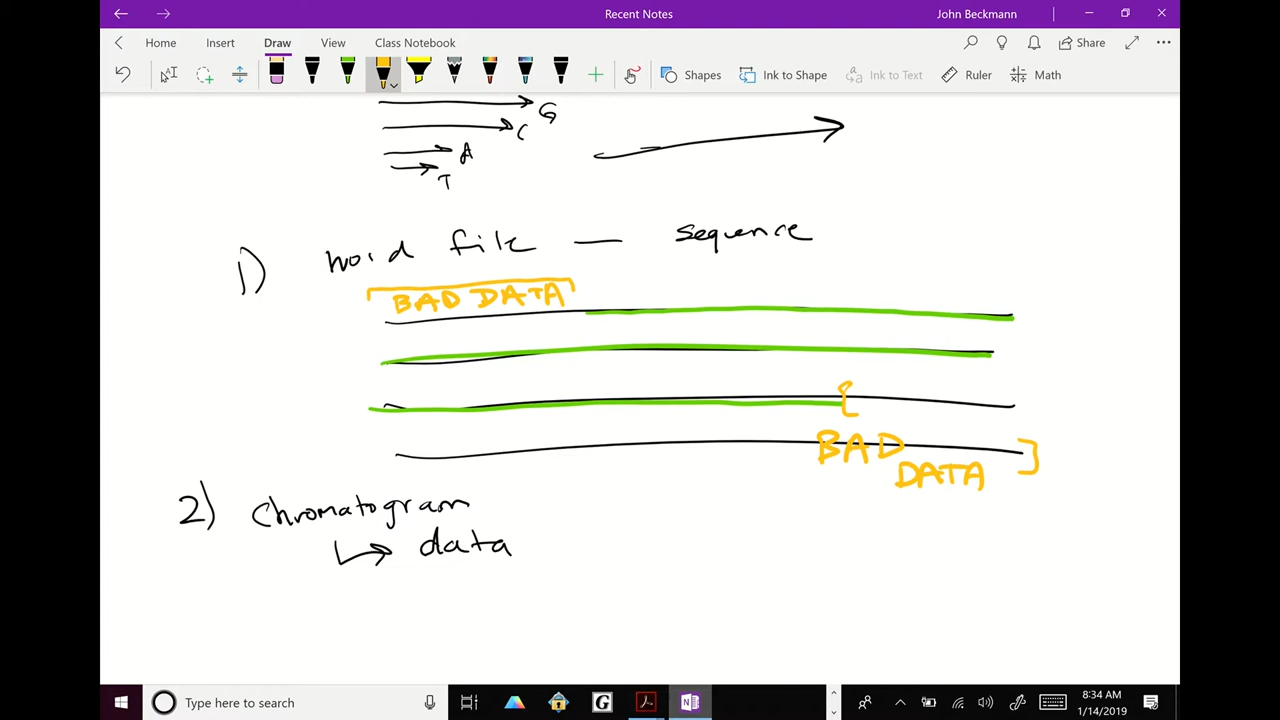 Recent Notes
John Beckmann
Home Insert Draw View Class Notebook
Share
Shapes
Ink to Shape
Ink to Text
Ruler
Math
G
C
A
T
1) word file — sequence
BAD DATA
BAD
DATA
2) Chromatogram
data
Type here to search
8:34 AM
1/14/2019